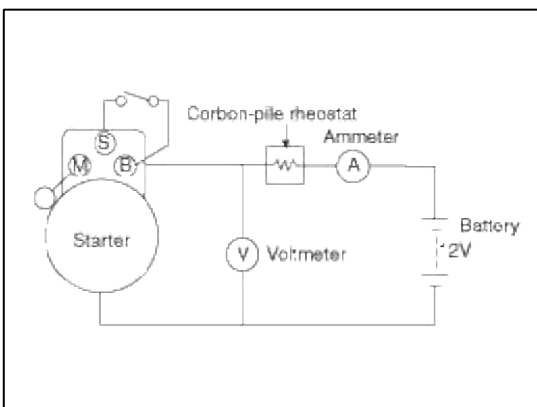 Corbon-pile rheostat
Ammeter
S
M
B
A
Starter
V
Voltmeter
Battery
2V